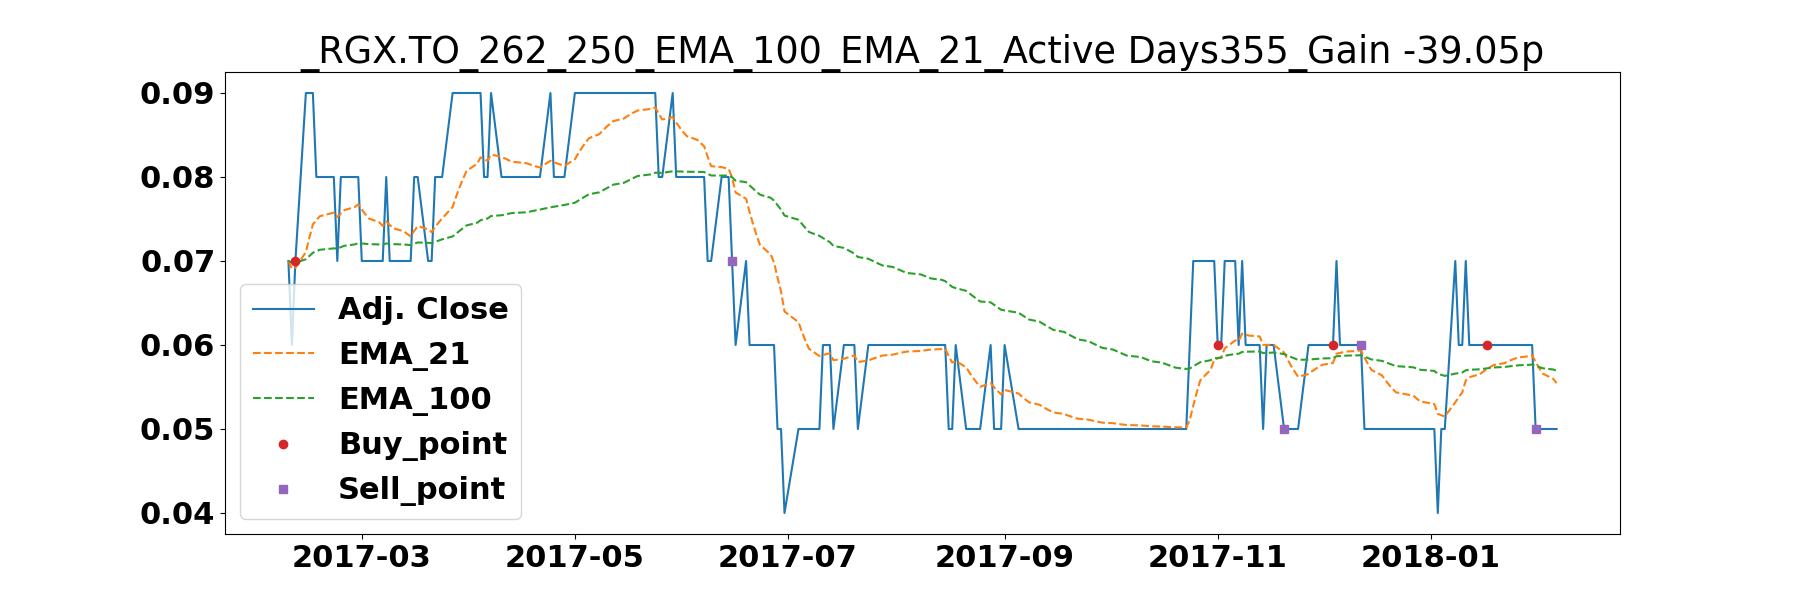 _RGX.TO_262_250_EMA_100_EMA_21_Active Days355_Gain -39.05p
0.09
0.08
0.07
0.06
0.05
0.04
Adj. Close
EMA_21
EMA_100
Buy_point
Sell_point
2017-03 2017-05 2017-07 2017-09 2017-11 2018-01